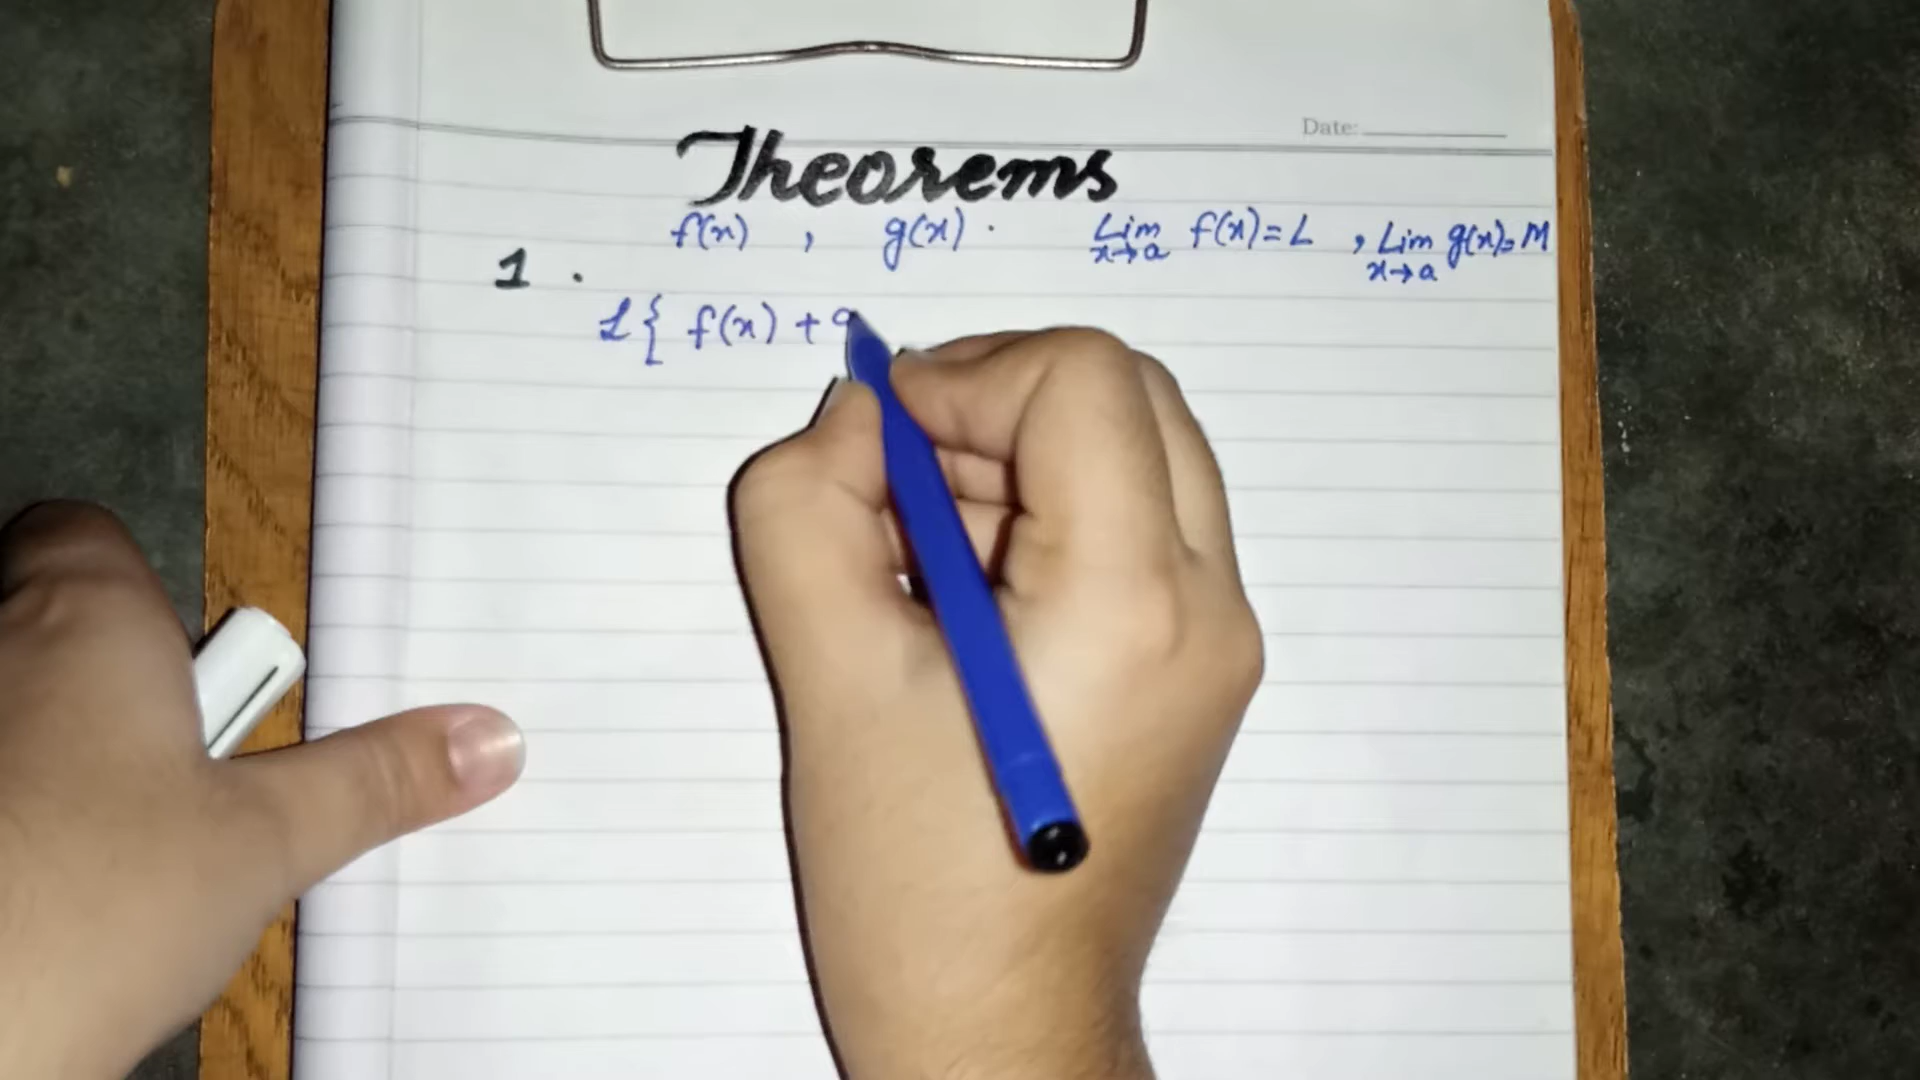 Date:
Theorems
f(x) , g(x) . Lim x→a f(x)=L , Lim x→a g(x)=M
1 .
L{ f(x) + g